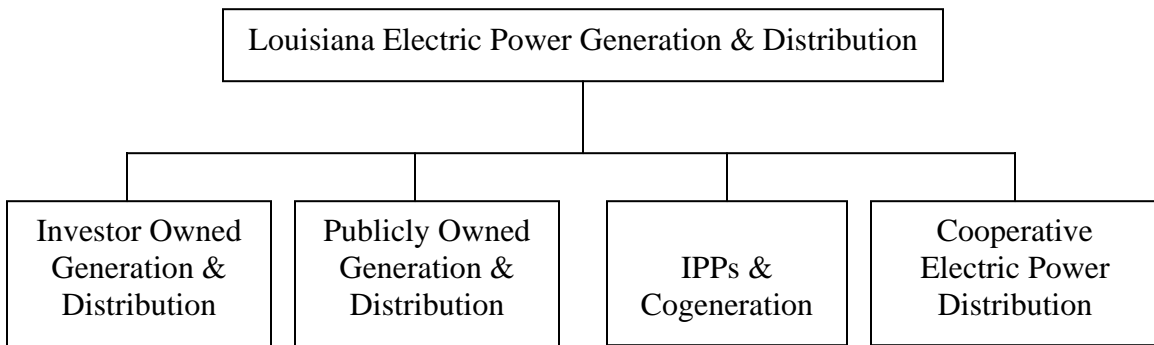 Louisiana Electric Power Generation & Distribution
Investor Owned
Generation &
Distribution
Publicly Owned
Generation &
Distribution
IPPs &
Cogeneration
Cooperative
Electric Power
Distribution